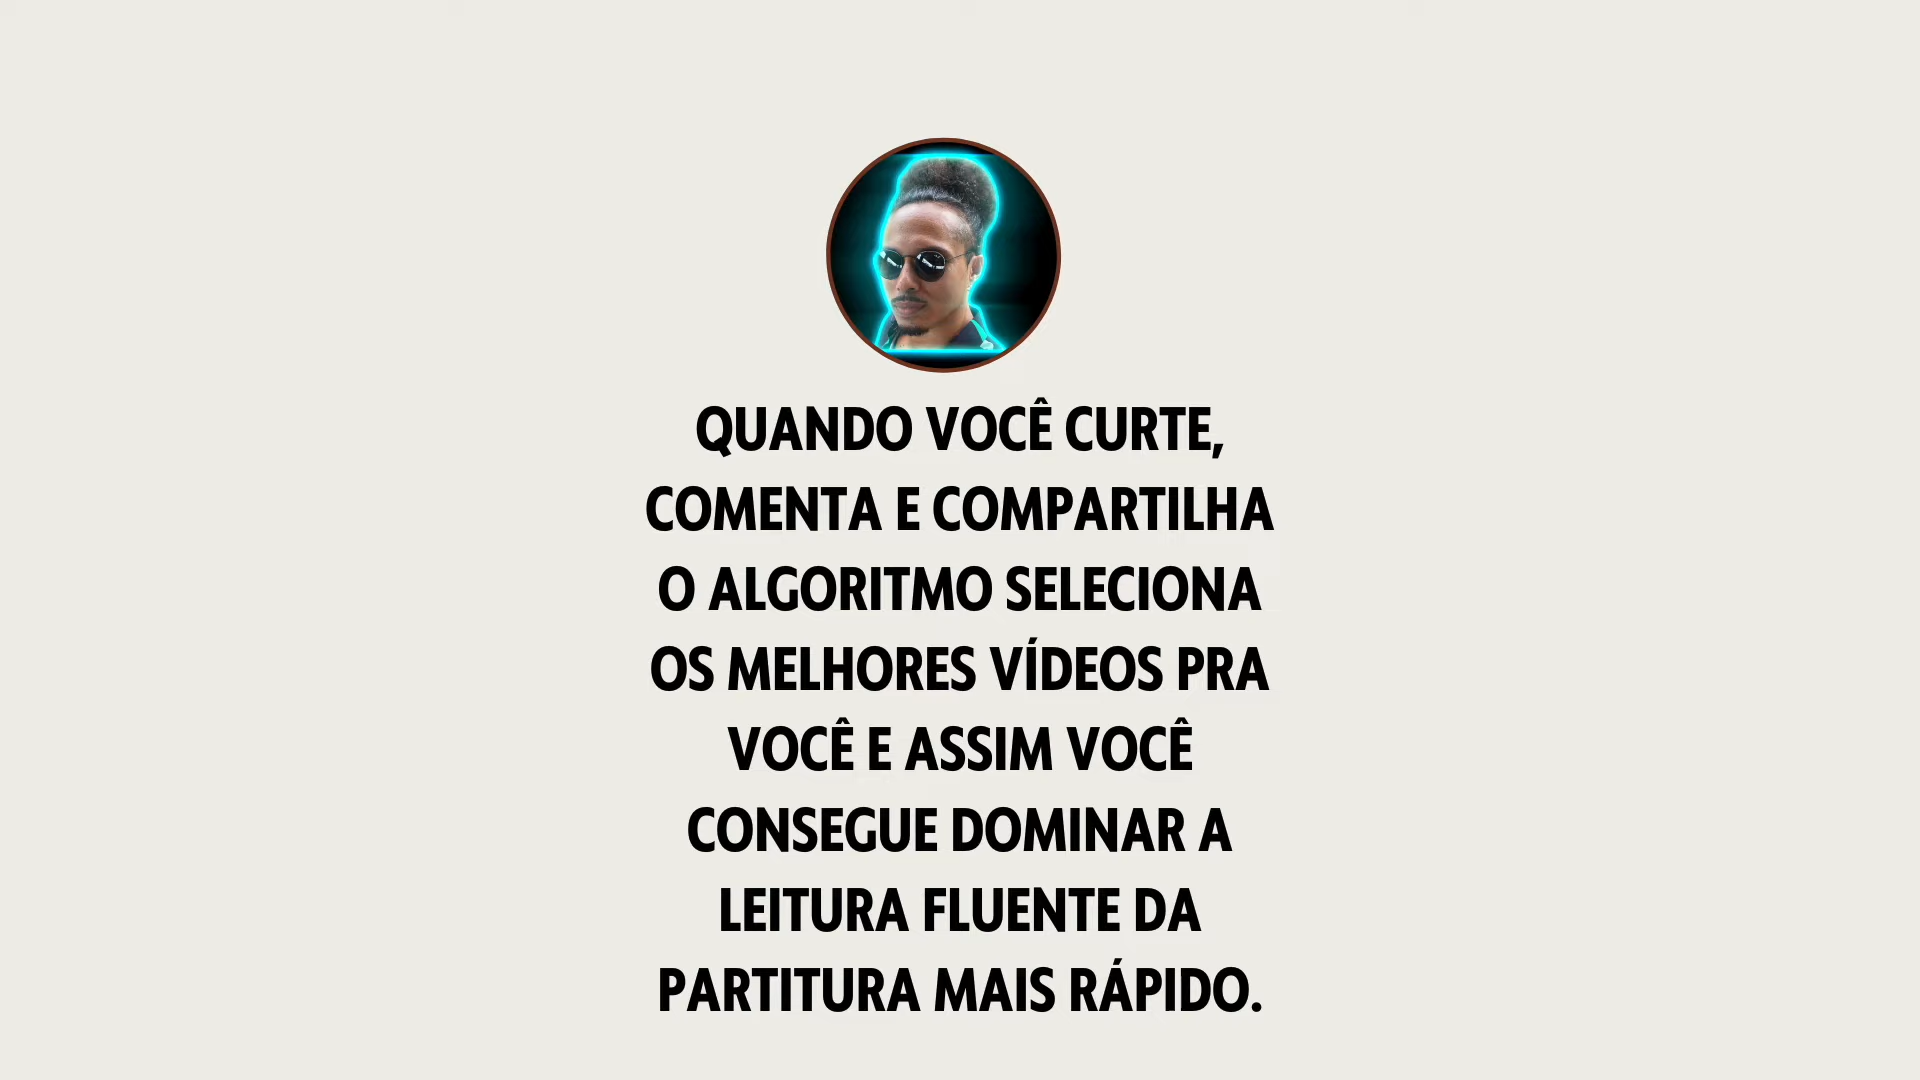 QUANDO VOCÊ CURTE,
COMENTA E COMPARTILHA
O ALGORITMO SELECIONA
OS MELHORES VÍDEOS PRA
VOCÊ E ASSIM VOCÊ
CONSEGUE DOMINAR A
LEITURA FLUENTE DA
PARTITURA MAIS RÁPIDO.